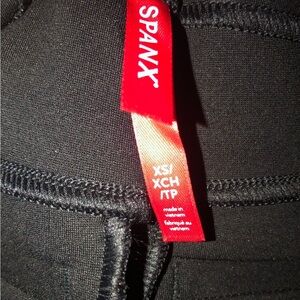 SPANX
XS/
XCH
/TP
made in
vietnam
fabriqué au
vietnam